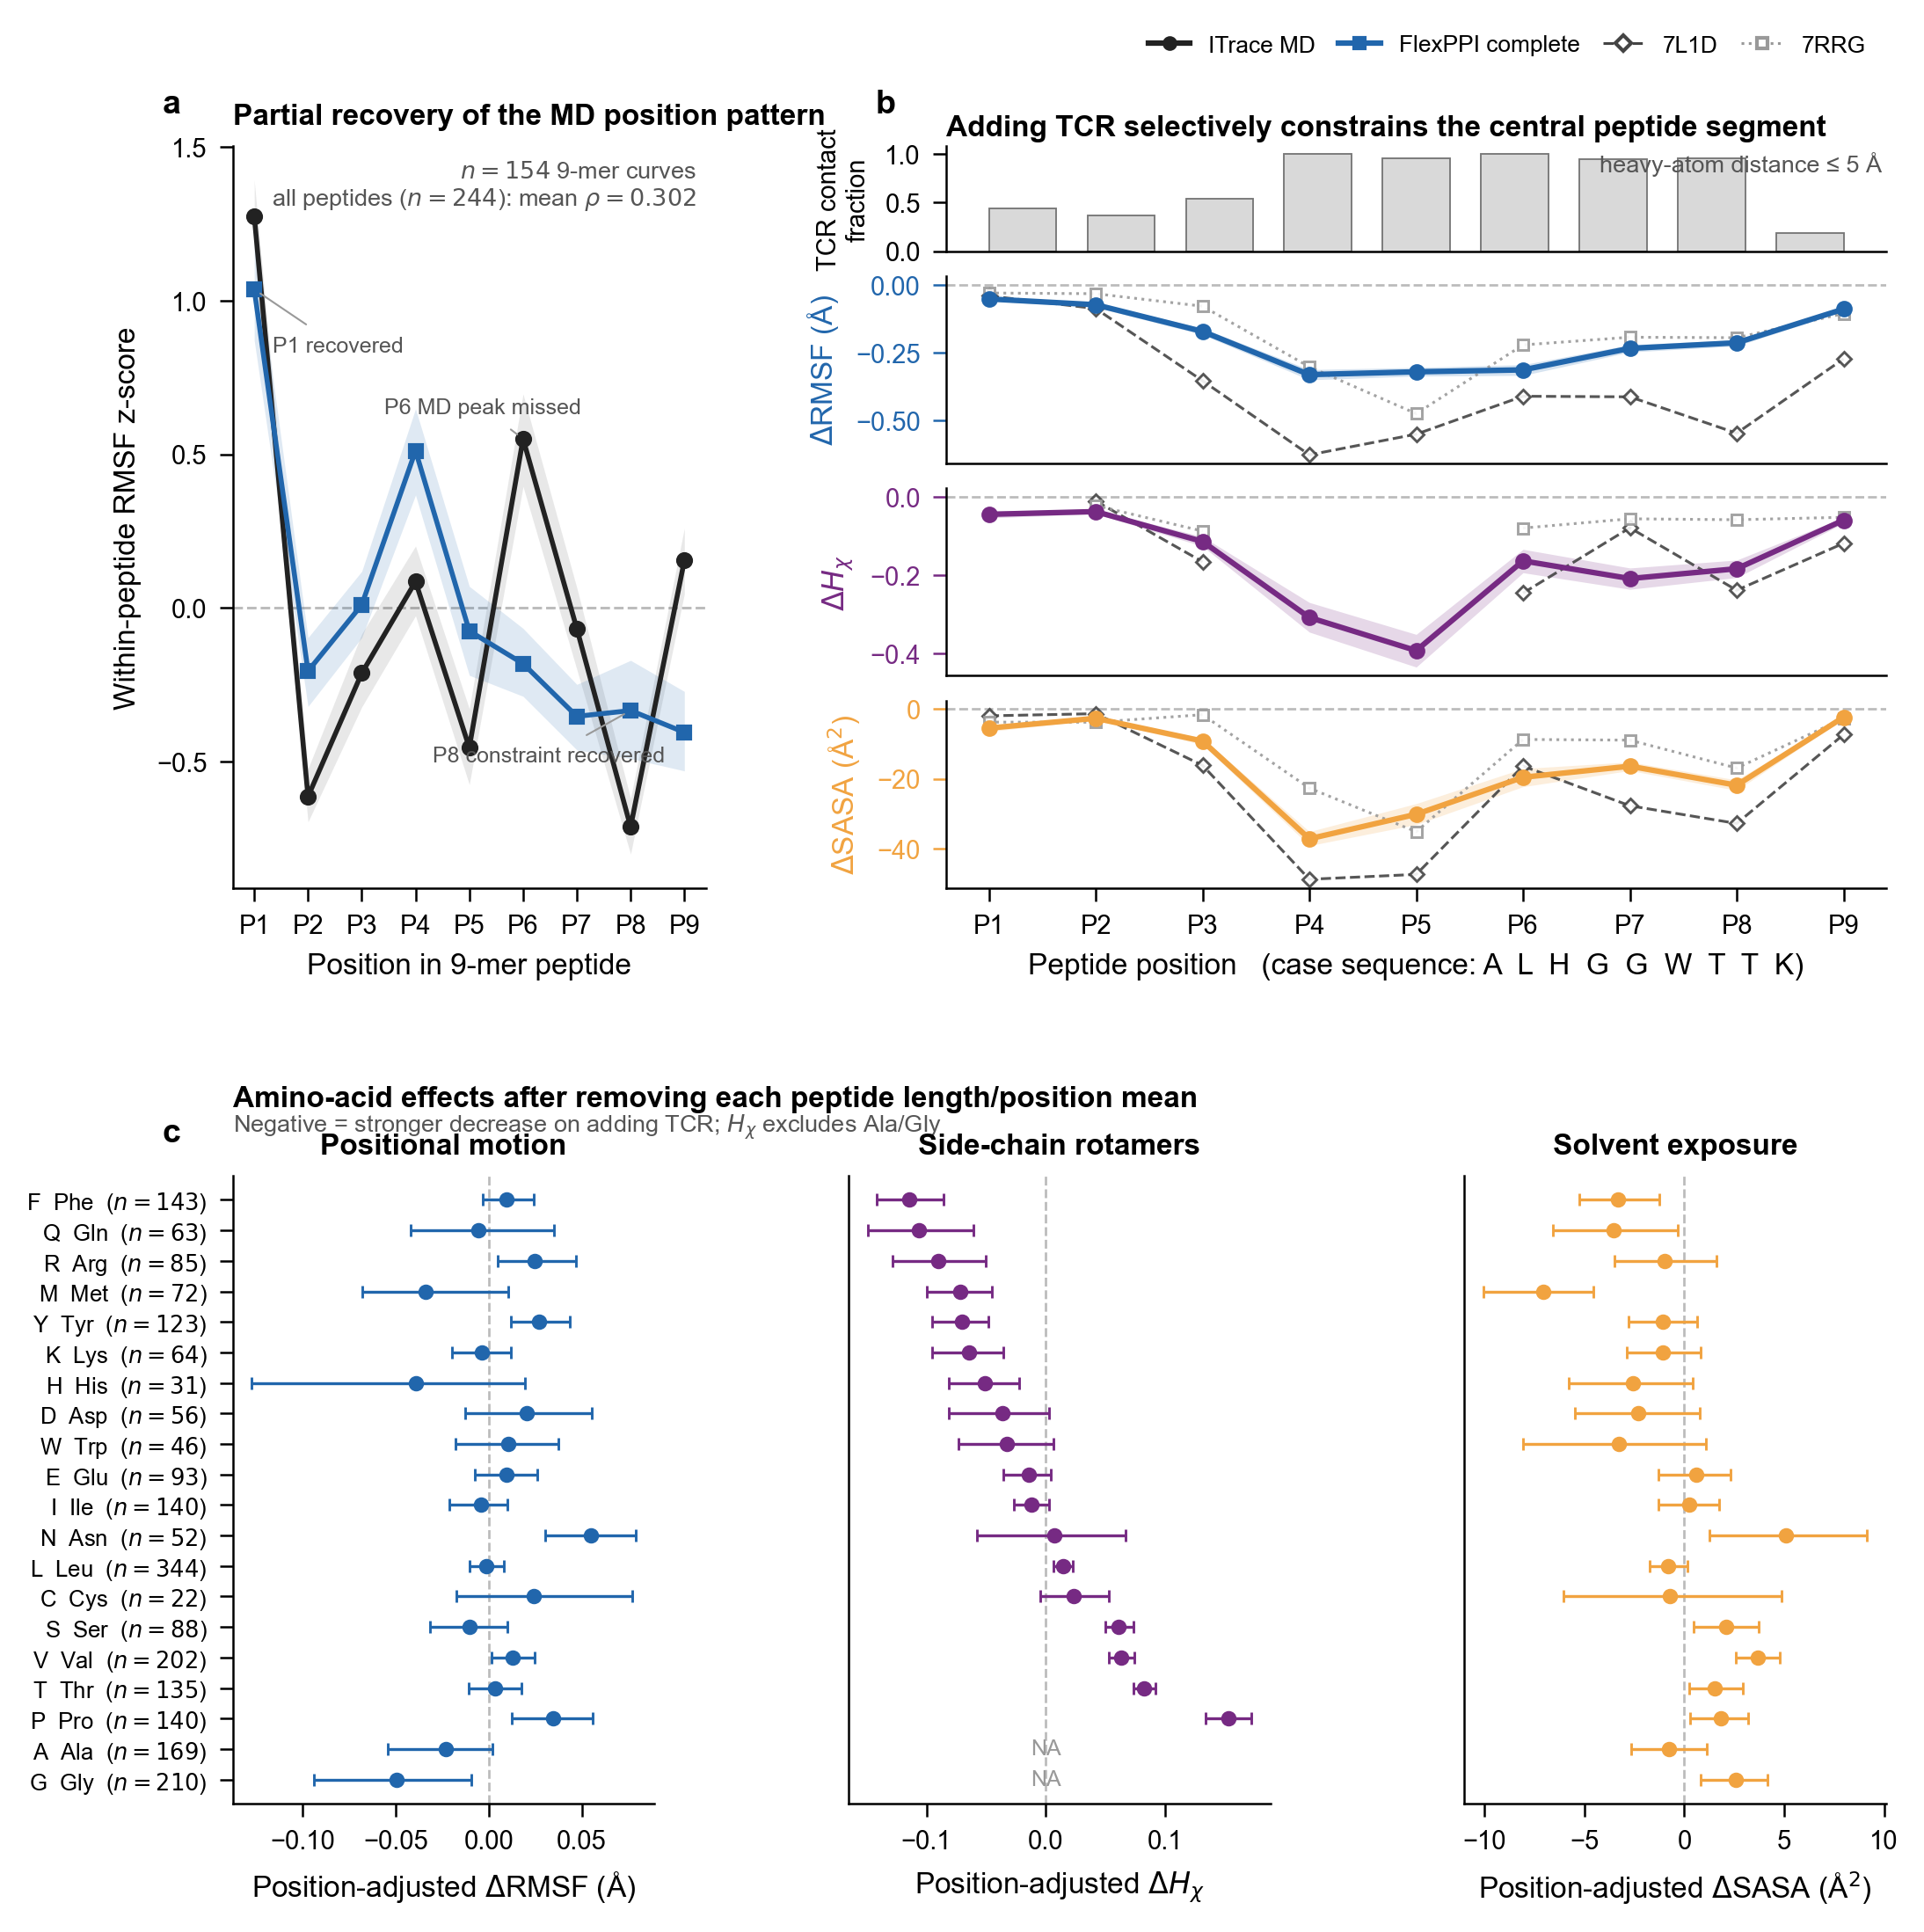 ITrace MD FlexPPI complete 7L1D 7RRG
a
Partial recovery of the MD position pattern
n = 154 9-mer curves
all peptides (n = 244): mean ρ = 0.302
P1 recovered
P6 MD peak missed
P8 constraint recovered
Within-peptide RMSF z-score
1.5
1.0
0.5
0.0
−0.5
P1 P2 P3 P4 P5 P6 P7 P8 P9
Position in 9-mer peptide
b
Adding TCR selectively constrains the central peptide segment
heavy-atom distance ≤ 5 Å
TCR contact
fraction
1.0
0.5
0.0
ΔRMSF (Å)
0.00
−0.25
−0.50
ΔHχ
0.0
−0.2
−0.4
ΔSASA (Å²)
0
−20
−40
P1 P2 P3 P4 P5 P6 P7 P8 P9
Peptide position (case sequence: A L H G G W T T K)
Amino-acid effects after removing each peptide length/position mean
Negative = stronger decrease on adding TCR; Hχ excludes Ala/Gly
c
Positional motion Side-chain rotamers Solvent exposure
F Phe (n = 143)
Q Gln (n = 63)
R Arg (n = 85)
M Met (n = 72)
Y Tyr (n = 123)
K Lys (n = 64)
H His (n = 31)
D Asp (n = 56)
W Trp (n = 46)
E Glu (n = 93)
I Ile (n = 140)
N Asn (n = 52)
L Leu (n = 344)
C Cys (n = 22)
S Ser (n = 88)
V Val (n = 202)
T Thr (n = 135)
P Pro (n = 140)
A Ala (n = 169) NA
G Gly (n = 210) NA
−0.10 −0.05 0.00 0.05 −0.1 0.0 0.1 −10 −5 0 5 10
Position-adjusted ΔRMSF (Å) Position-adjusted ΔHχ Position-adjusted ΔSASA (Å²)